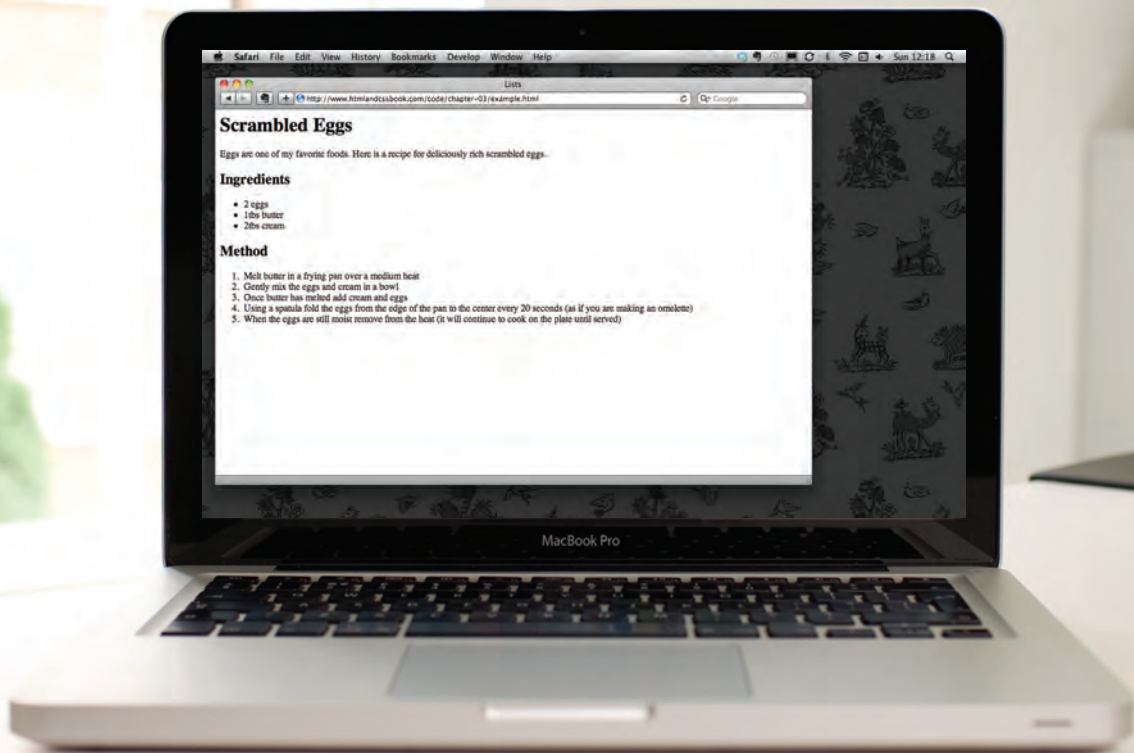 Safari File Edit View History Bookmarks Develop Window Help Sun 12:18
Lists
http://www.htmlandcssbook.com/code/chapter-03/example.html Google
Scrambled Eggs
Eggs are one of my favorite foods. Here is a recipe for deliciously rich scrambled eggs.
Ingredients
• 2 eggs
• 1tbs butter
• 2tbs cream
Method
1. Melt butter in a frying pan over a medium heat
2. Gently mix the eggs and cream in a bowl
3. Once butter has melted add cream and eggs
4. Using a spatula fold the eggs from the edge of the pan to the center every 20 seconds (as if you are making an omelette)
5. When the eggs are still moist remove from the heat (it will continue to cook on the plate until served)
MacBook Pro